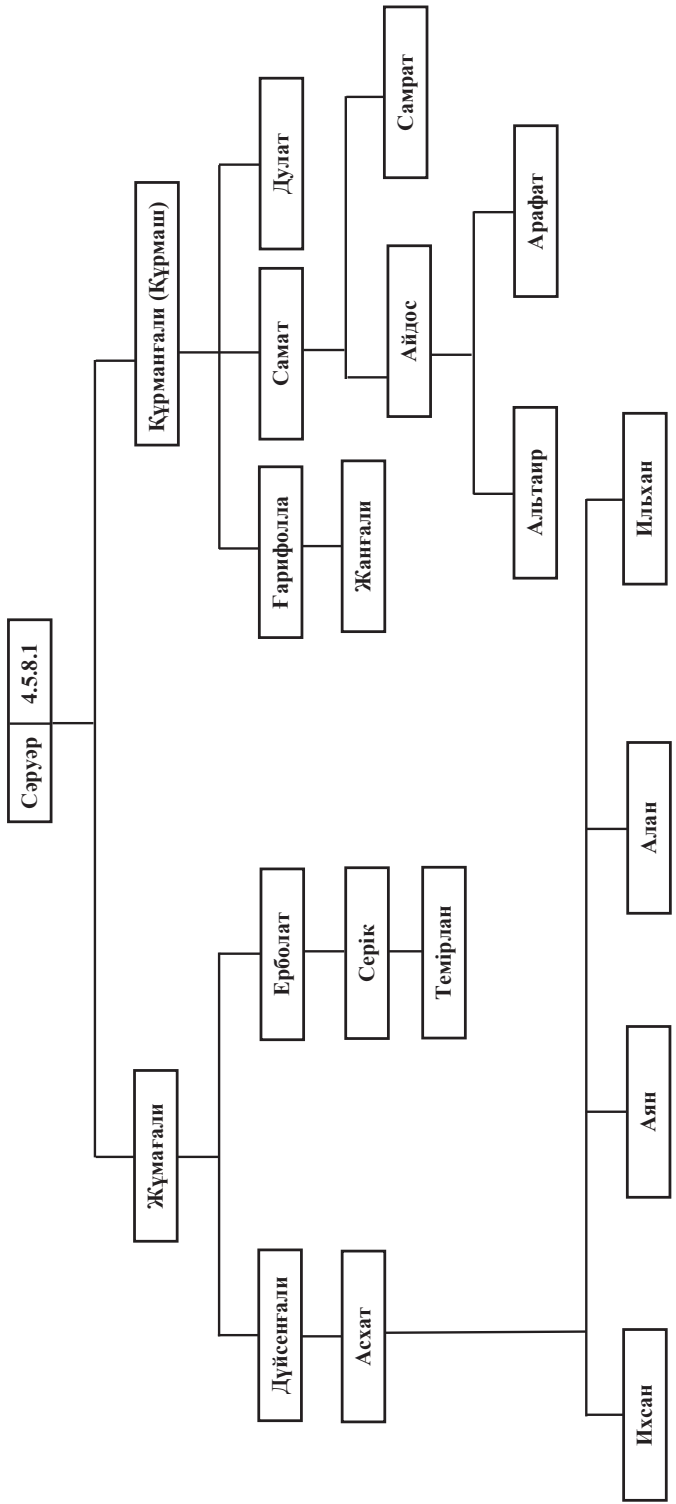 Сәруәр 4.5.8.1
Жұмағали
Құрманғали (Құрмаш)
Дүйсенғали
Ерболат
Ғарифолла
Самат
Дулат
Асхат
Серік
Жанғали
Айдос
Самрат
Темірлан
Альтаир
Арафат
Ихсан
Аян
Алан
Ильхан